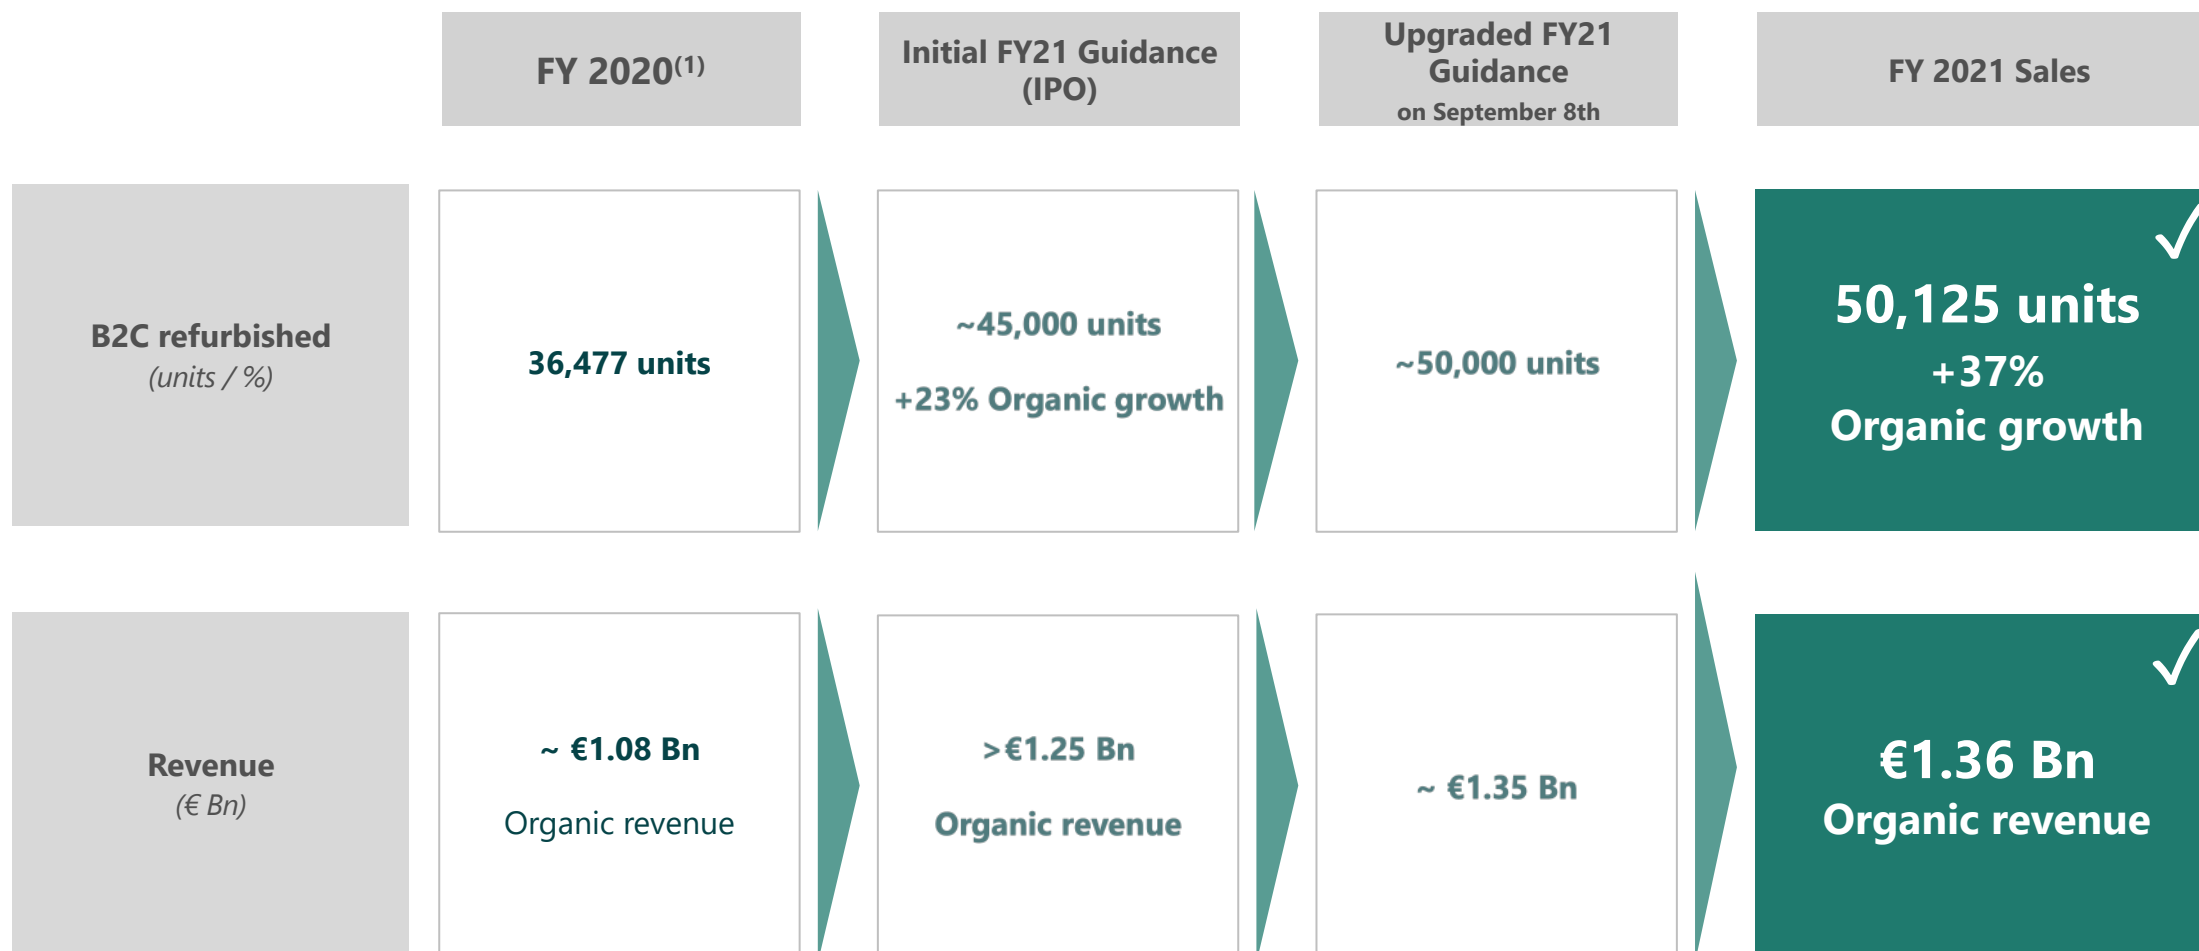 FY 2020(1)
Initial FY21 Guidance
(IPO)
Upgraded FY21
Guidance
on September 8th
FY 2021 Sales
B2C refurbished
(units / %)
36,477 units
~45,000 units
+23% Organic growth
~50,000 units
50,125 units
+37%
Organic growth
Revenue
(€ Bn)
~ €1.08 Bn
Organic revenue
>€1.25 Bn
Organic revenue
~ €1.35 Bn
€1.36 Bn
Organic revenue